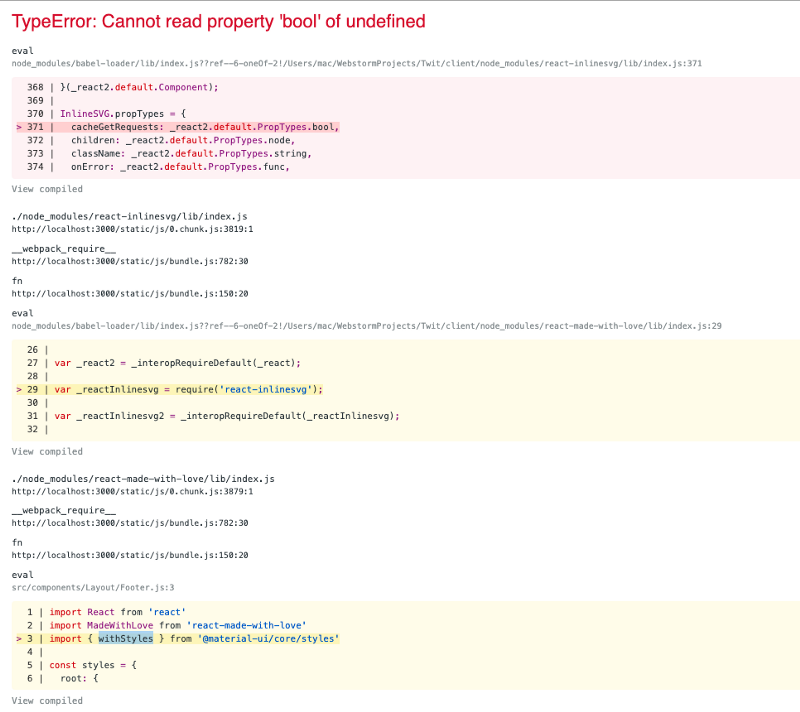 TypeError: Cannot read property 'bool' of undefined
eval
node_modules/babel-loader/lib/index.js??ref--6-oneOf-2!/Users/mac/WebstormProjects/Twit/client/node_modules/react-inlinesvg/lib/index.js:371
368 | }(_react2.default.Component);
369 |
370 | InlineSVG.propTypes = {
> 371 |   cacheGetRequests: _react2.default.PropTypes.bool,
372 |   children: _react2.default.PropTypes.node,
373 |   className: _react2.default.PropTypes.string,
374 |   onError: _react2.default.PropTypes.func,
View compiled
./node_modules/react-inlinesvg/lib/index.js
http://localhost:3000/static/js/0.chunk.js:3819:1
__webpack_require__
http://localhost:3000/static/js/bundle.js:782:30
fn
http://localhost:3000/static/js/bundle.js:150:20
eval
node_modules/babel-loader/lib/index.js??ref--6-oneOf-2!/Users/mac/WebstormProjects/Twit/client/node_modules/react-made-with-love/lib/index.js:29
26 |
27 | var _react2 = _interopRequireDefault(_react);
28 |
> 29 | var _reactInlinesvg = require('react-inlinesvg');
30 |
31 | var _reactInlinesvg2 = _interopRequireDefault(_reactInlinesvg);
32 |
View compiled
./node_modules/react-made-with-love/lib/index.js
http://localhost:3000/static/js/0.chunk.js:3879:1
__webpack_require__
http://localhost:3000/static/js/bundle.js:782:30
fn
http://localhost:3000/static/js/bundle.js:150:20
eval
src/components/Layout/Footer.js:3
1 | import React from 'react'
2 | import MadeWithLove from 'react-made-with-love'
> 3 | import { withStyles } from '@material-ui/core/styles'
4 |
5 | const styles = {
6 |   root: {
View compiled